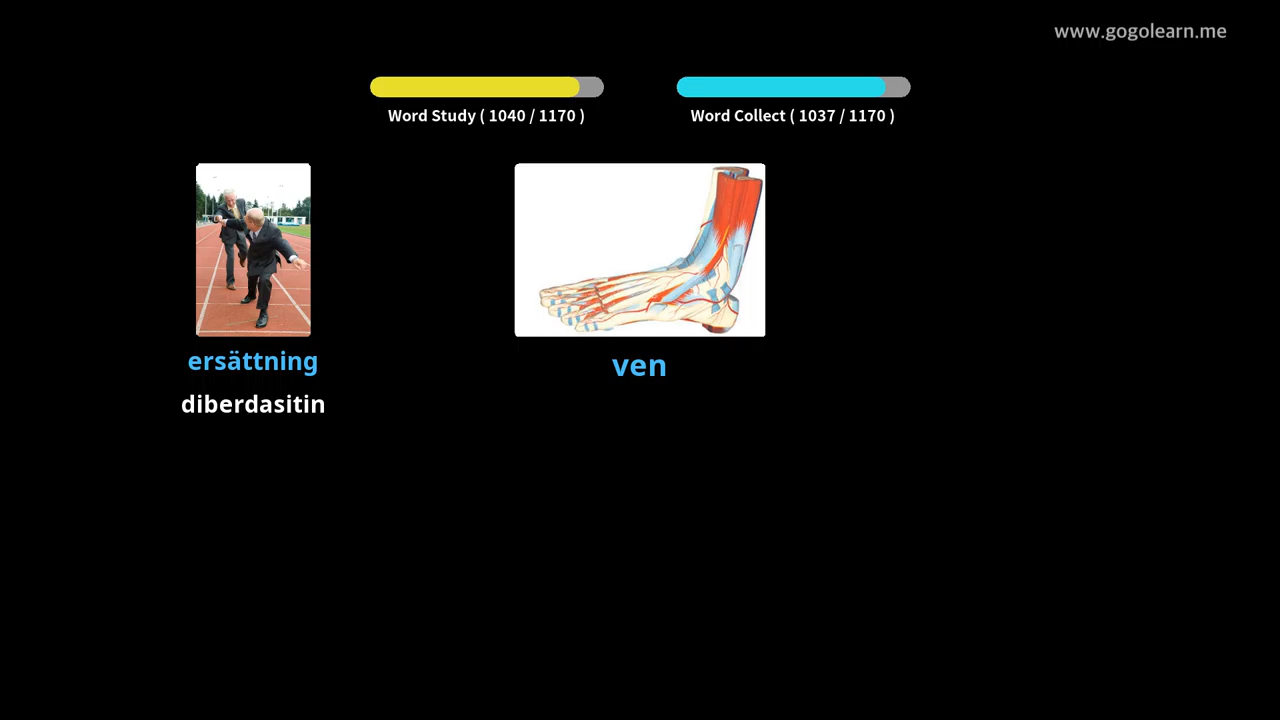 www.gogolearn.me
Word Study ( 1040 / 1170 )
Word Collect ( 1037 / 1170 )
ersättning
ven
diberdasitin